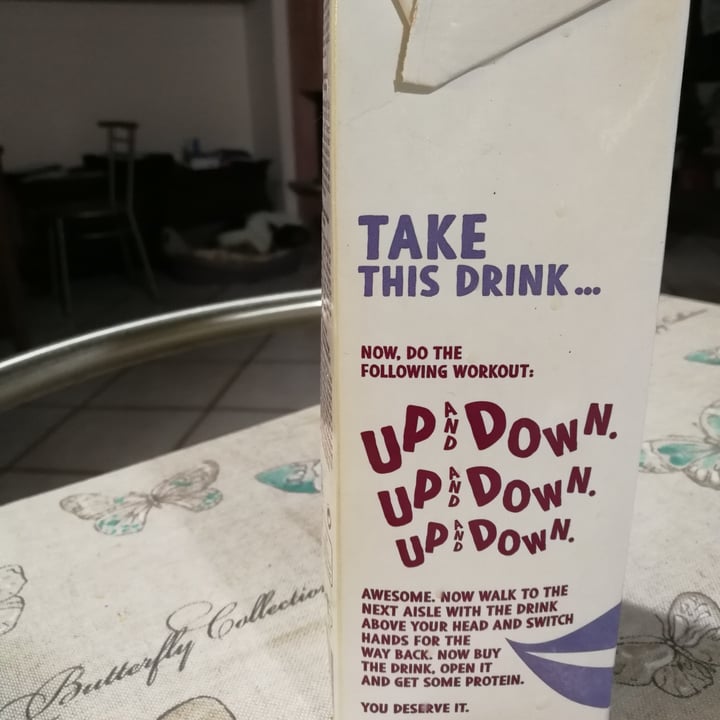 TAKE
THIS DRINK...
NOW, DO THE
FOLLOWING WORKOUT:
UP AND DOWN.
UP AND DOWN.
UP AND DOWN.
AWESOME. NOW WALK TO THE
NEXT AISLE WITH THE DRINK
ABOVE YOUR HEAD AND SWITCH
HANDS FOR THE
WAY BACK. NOW BUY
THE DRINK, OPEN IT
AND GET SOME PROTEIN.
YOU DESERVE IT.
Butterfly Collection